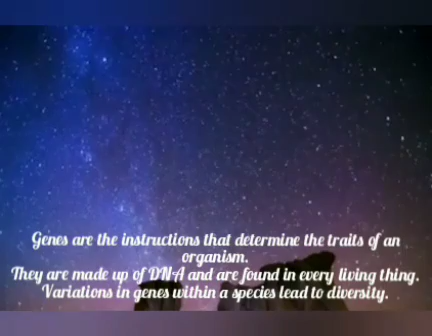 Genes are the instructions that determine the traits of an
organism.
They are made up of DNA and are found in every living thing.
Variations in genes within a species lead to diversity.